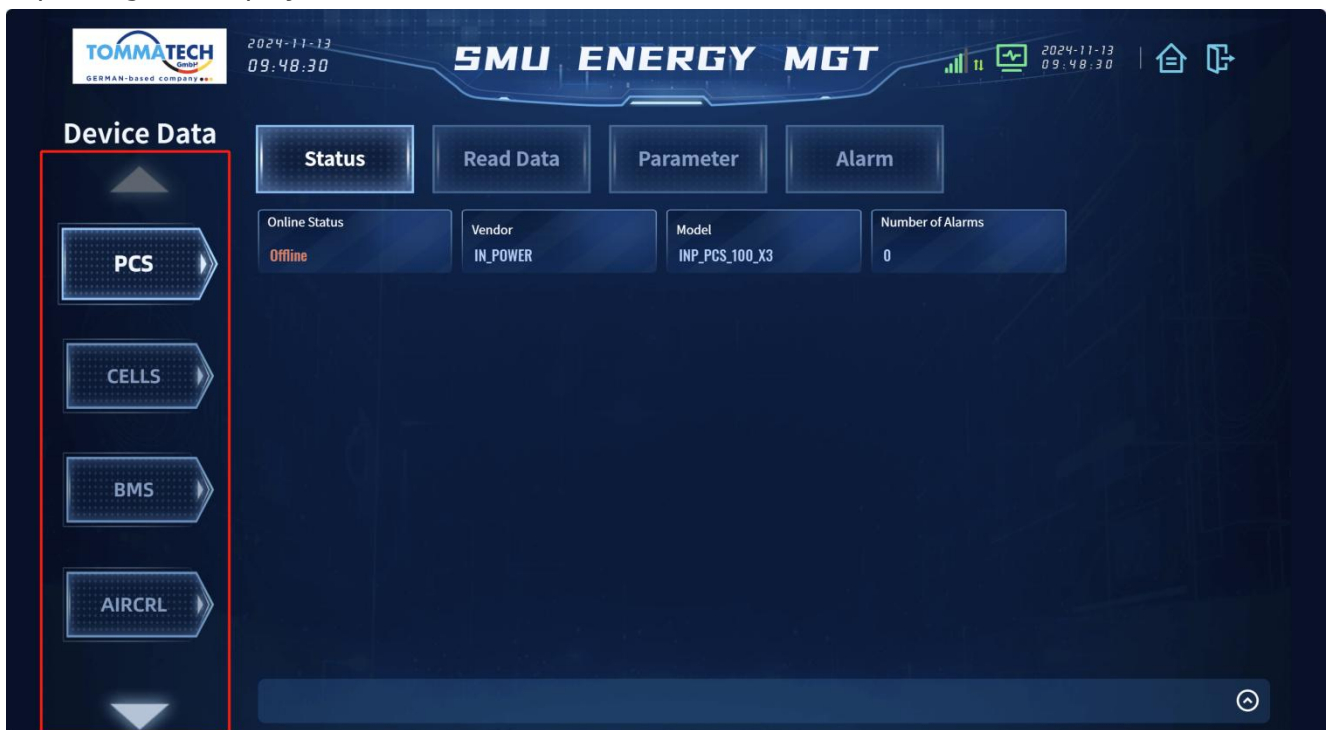 TOMMATECH
GmbH
GERMAN-based company
2024-11-13
09:48:30
SMU ENERGY MGT
2024-11-13
09:48:30
Device Data
Status
Read Data
Parameter
Alarm
Online Status
Offline
Vendor
IN_POWER
Model
INP_PCS_100_X3
Number of Alarms
0
PCS
CELLS
BMS
AIRCRL